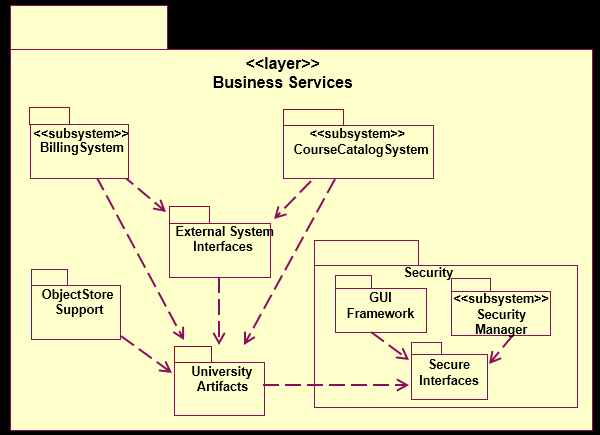 <<layer>>
Business Services
<<subsystem>>
BillingSystem
<<subsystem>>
CourseCatalogSystem
External System
Interfaces
Security
ObjectStore
Support
GUI
Framework
<<subsystem>>
Security
Manager
University
Artifacts
Secure
Interfaces